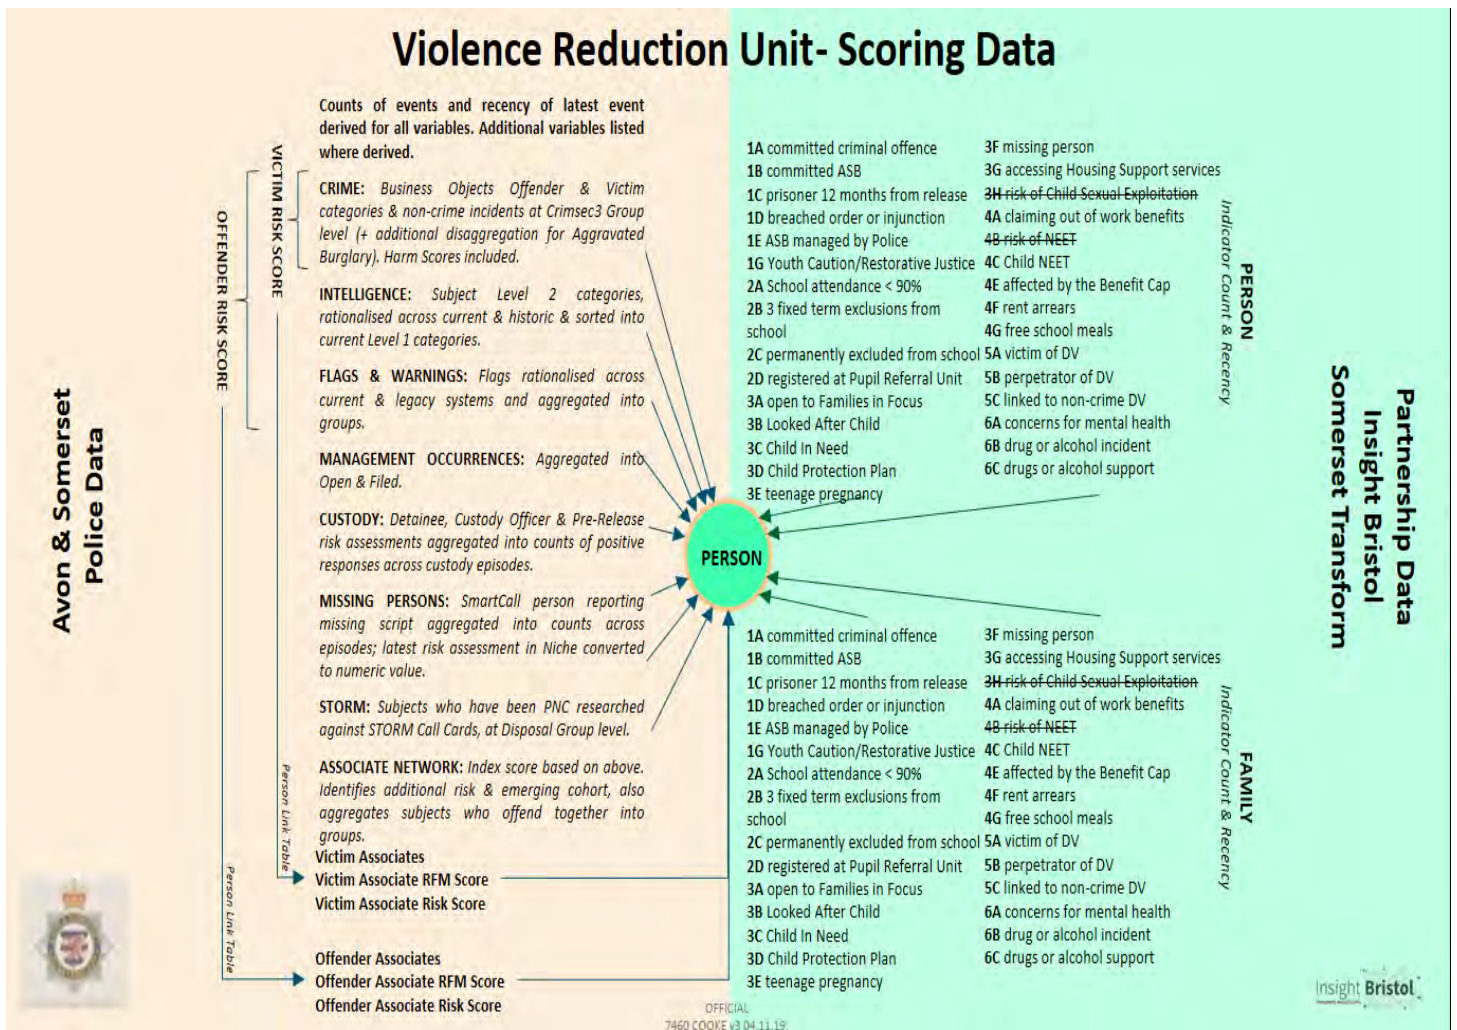 Violence Reduction Unit- Scoring Data
Avon & Somerset
Police Data
OFFENDER RISK SCORE
VICTIM RISK SCORE
Person Link Table
Person Link Table
Counts of events and recency of latest event
derived for all variables. Additional variables listed
where derived.
CRIME: Business Objects Offender & Victim
categories & non-crime incidents at Crimsec3 Group
level (+ additional disaggregation for Aggravated
Burglary). Harm Scores included.
INTELLIGENCE: Subject Level 2 categories,
rationalised across current & historic & sorted into
current Level 1 categories.
FLAGS & WARNINGS: Flags rationalised across
current & legacy systems and aggregated into
groups.
MANAGEMENT OCCURRENCES: Aggregated into
Open & Filed.
CUSTODY: Detainee, Custody Officer & Pre-Release
risk assessments aggregated into counts of positive
responses across custody episodes.
MISSING PERSONS: SmartCall person reporting
missing script aggregated into counts across
episodes; latest risk assessment in Niche converted
to numeric value.
STORM: Subjects who have been PNC researched
against STORM Call Cards, at Disposal Group level.
ASSOCIATE NETWORK: Index score based on above.
Identifies additional risk & emerging cohort, also
aggregates subjects who offend together into
groups.
Victim Associates
Victim Associate RFM Score
Victim Associate Risk Score
Offender Associates
Offender Associate RFM Score
Offender Associate Risk Score
PERSON
1A committed criminal offence
1B committed ASB
1C prisoner 12 months from release
1D breached order or injunction
1E ASB managed by Police
1G Youth Caution/Restorative Justice
2A School attendance < 90%
2B 3 fixed term exclusions from
school
2C permanently excluded from school
2D registered at Pupil Referral Unit
3A open to Families in Focus
3B Looked After Child
3C Child In Need
3D Child Protection Plan
3E teenage pregnancy
3F missing person
3G accessing Housing Support services
3H risk of Child Sexual Exploitation
4A claiming out of work benefits
4B risk of NEET
4C Child NEET
4E affected by the Benefit Cap
4F rent arrears
4G free school meals
5A victim of DV
5B perpetrator of DV
5C linked to non-crime DV
6A concerns for mental health
6B drug or alcohol incident
6C drugs or alcohol support
PERSON
Indicator Count & Recency
1A committed criminal offence
1B committed ASB
1C prisoner 12 months from release
1D breached order or injunction
1E ASB managed by Police
1G Youth Caution/Restorative Justice
2A School attendance < 90%
2B 3 fixed term exclusions from
school
2C permanently excluded from school
2D registered at Pupil Referral Unit
3A open to Families in Focus
3B Looked After Child
3C Child In Need
3D Child Protection Plan
3E teenage pregnancy
3F missing person
3G accessing Housing Support services
3H risk of Child Sexual Exploitation
4A claiming out of work benefits
4B risk of NEET
4C Child NEET
4E affected by the Benefit Cap
4F rent arrears
4G free school meals
5A victim of DV
5B perpetrator of DV
5C linked to non-crime DV
6A concerns for mental health
6B drug or alcohol incident
6C drugs or alcohol support
FAMILY
Indicator Count & Recency
Partnership Data
Insight Bristol
Somerset Transform
Insight Bristol
OFFICIAL
7460 COOKE v3 04.11.19